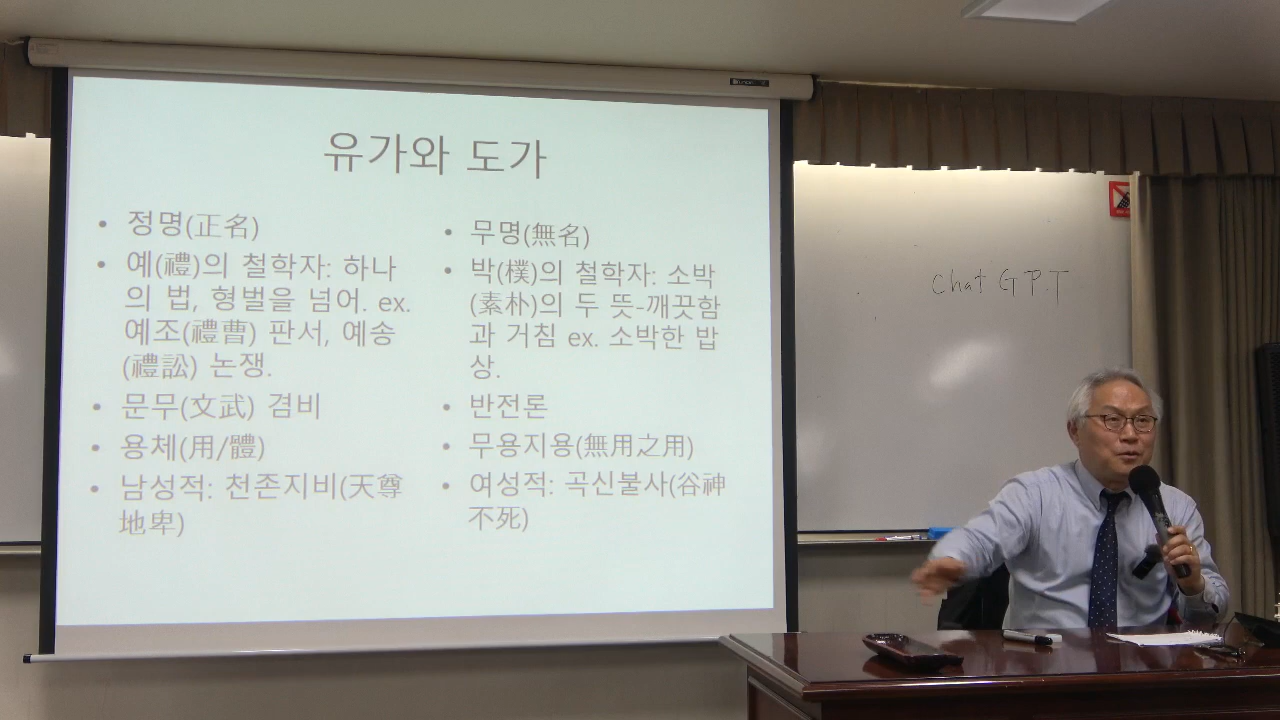 유가와 도가
• 정명(正名)
• 예(禮)의 철학자: 하나
의 법, 형벌을 넘어. ex.
예조(禮曹) 판서, 예송
(禮訟) 논쟁.
• 문무(文武) 겸비
• 용체(用/體)
• 남성적: 천존지비(天尊
地卑)
• 무명(無名)
• 박(樸)의 철학자: 소박
(素朴)의 두 뜻-깨끗함
과 거침 ex. 소박한 밥
상.
• 반전론
• 무용지용(無用之用)
• 여성적: 곡신불사(谷神
不死)
chat GPT